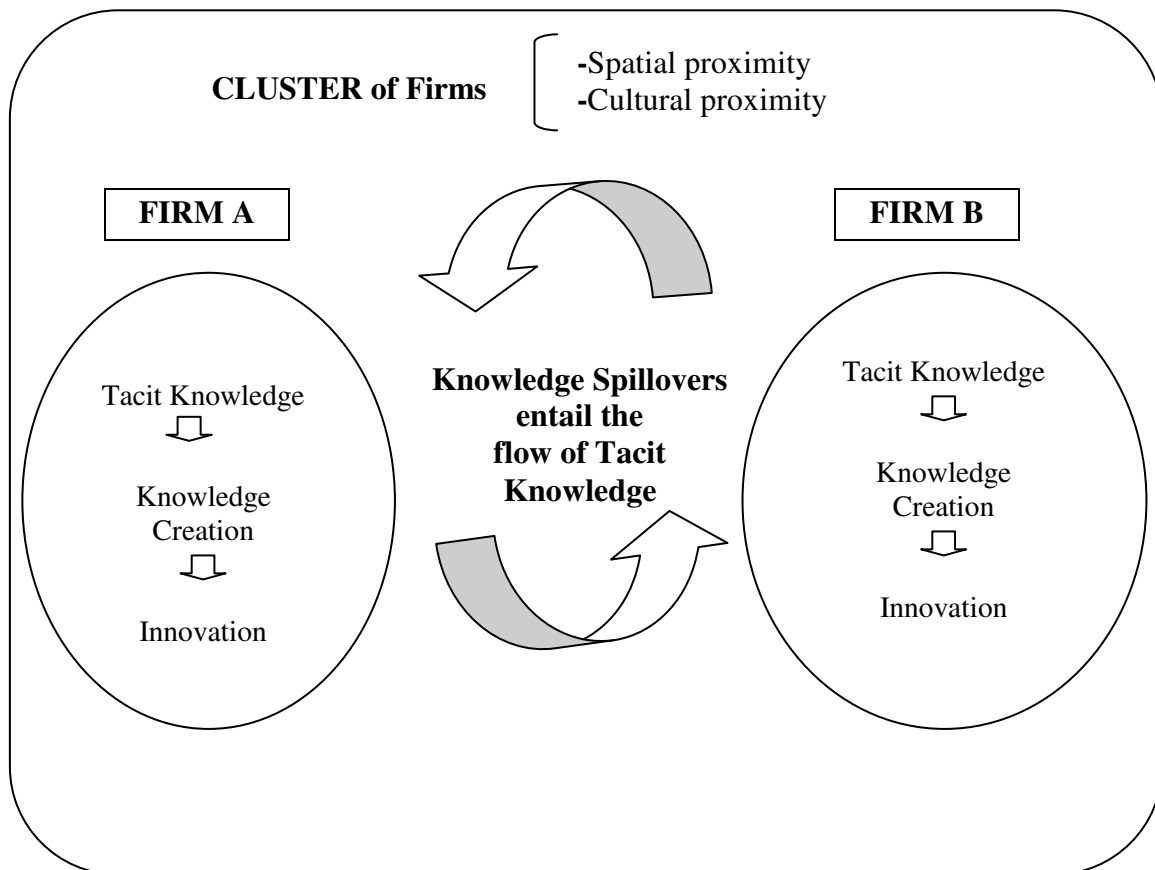 CLUSTER of Firms
-Spatial proximity
-Cultural proximity
FIRM A
FIRM B
Tacit Knowledge
Knowledge
Creation
Innovation
Knowledge Spillovers
entail the
flow of Tacit
Knowledge
Tacit Knowledge
Knowledge
Creation
Innovation